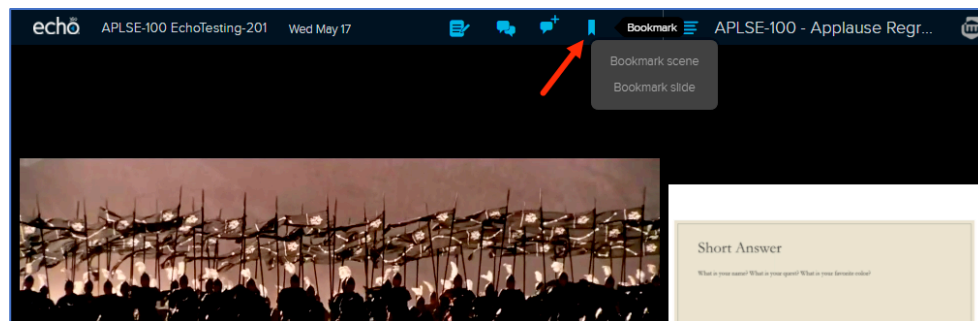 echo 360 APLSE-100 EchoTesting-201 Wed May 17 Bookmark APLSE-100 - Applause Regr... m
Bookmark scene
Bookmark slide
Short Answer
What is your name? What is your quest? What is your favorite color?